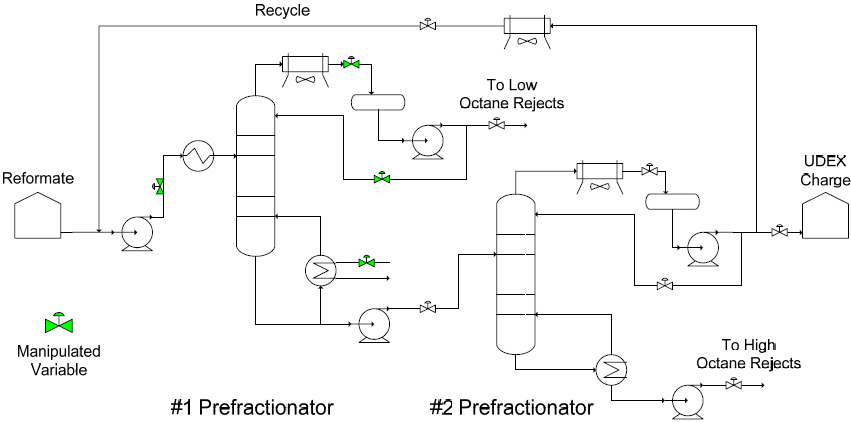 Recycle
To Low
Octane Rejects
Reformate
UDEX
Charge
Manipulated
Variable
To High
Octane Rejects
#1 Prefractionator
#2 Prefractionator